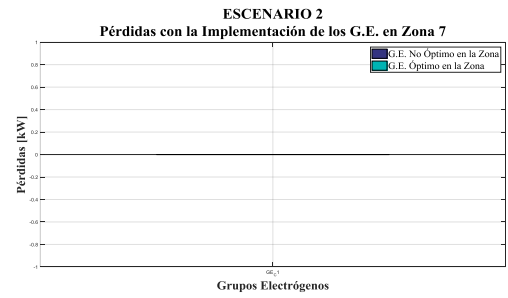 ESCENARIO 2
Pérdidas con la Implementación de los G.E. en Zona 7
G.E. No Óptimo en la Zona
G.E. Óptimo en la Zona
Pérdidas [kW]
1
0.8
0.6
0.4
0.2
0
-0.2
-0.4
-0.6
-0.8
-1
Grupos Electrógenos